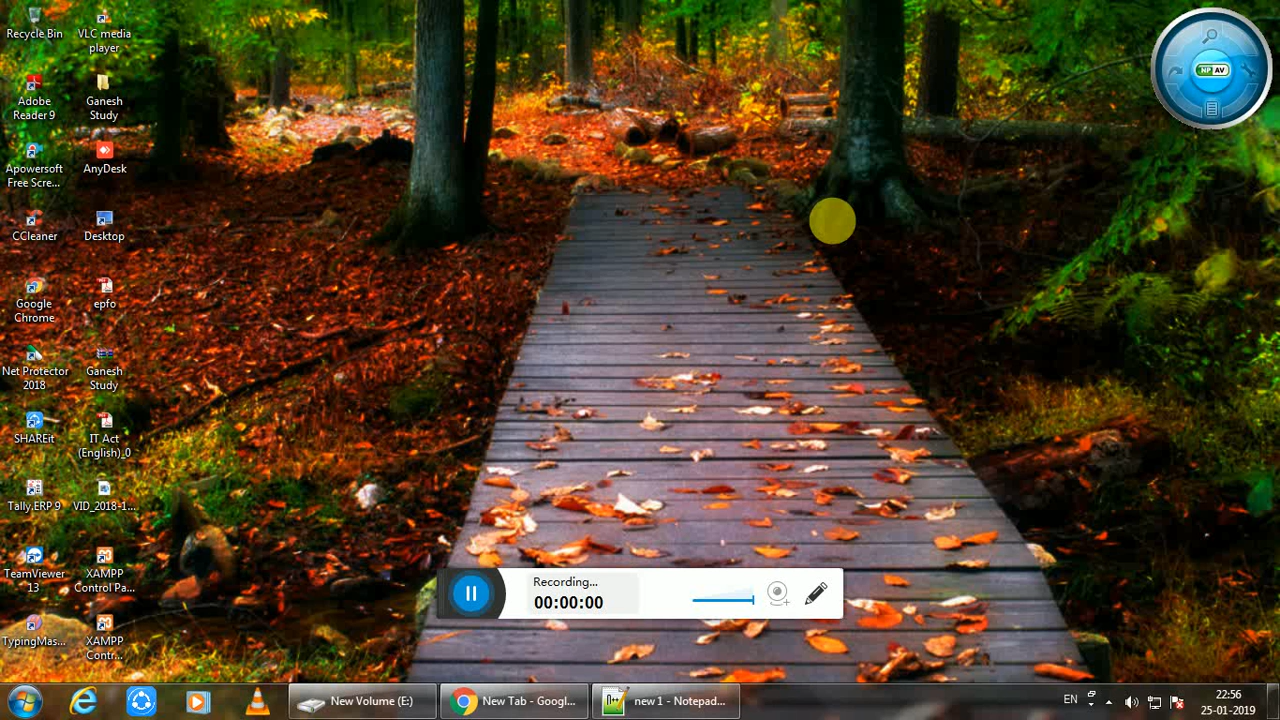 Recycle Bin
VLC media
player
Adobe
Reader 9
Ganesh
Study
Apowersoft
Free Scre...
AnyDesk
CCleaner
Desktop
Google
Chrome
epfo
Net Protector
2018
Ganesh
Study
SHAREit
IT Act
(English)_0
Tally.ERP 9
VID_2018-1...
TeamViewer
13
XAMPP
Control Pa...
TypingMas...
XAMPP
Contr...
NP AV
Recording...
00:00:00
New Volume (E:)
New Tab - Googl...
new 1 - Notepad...
EN
22:56
25-01-2019